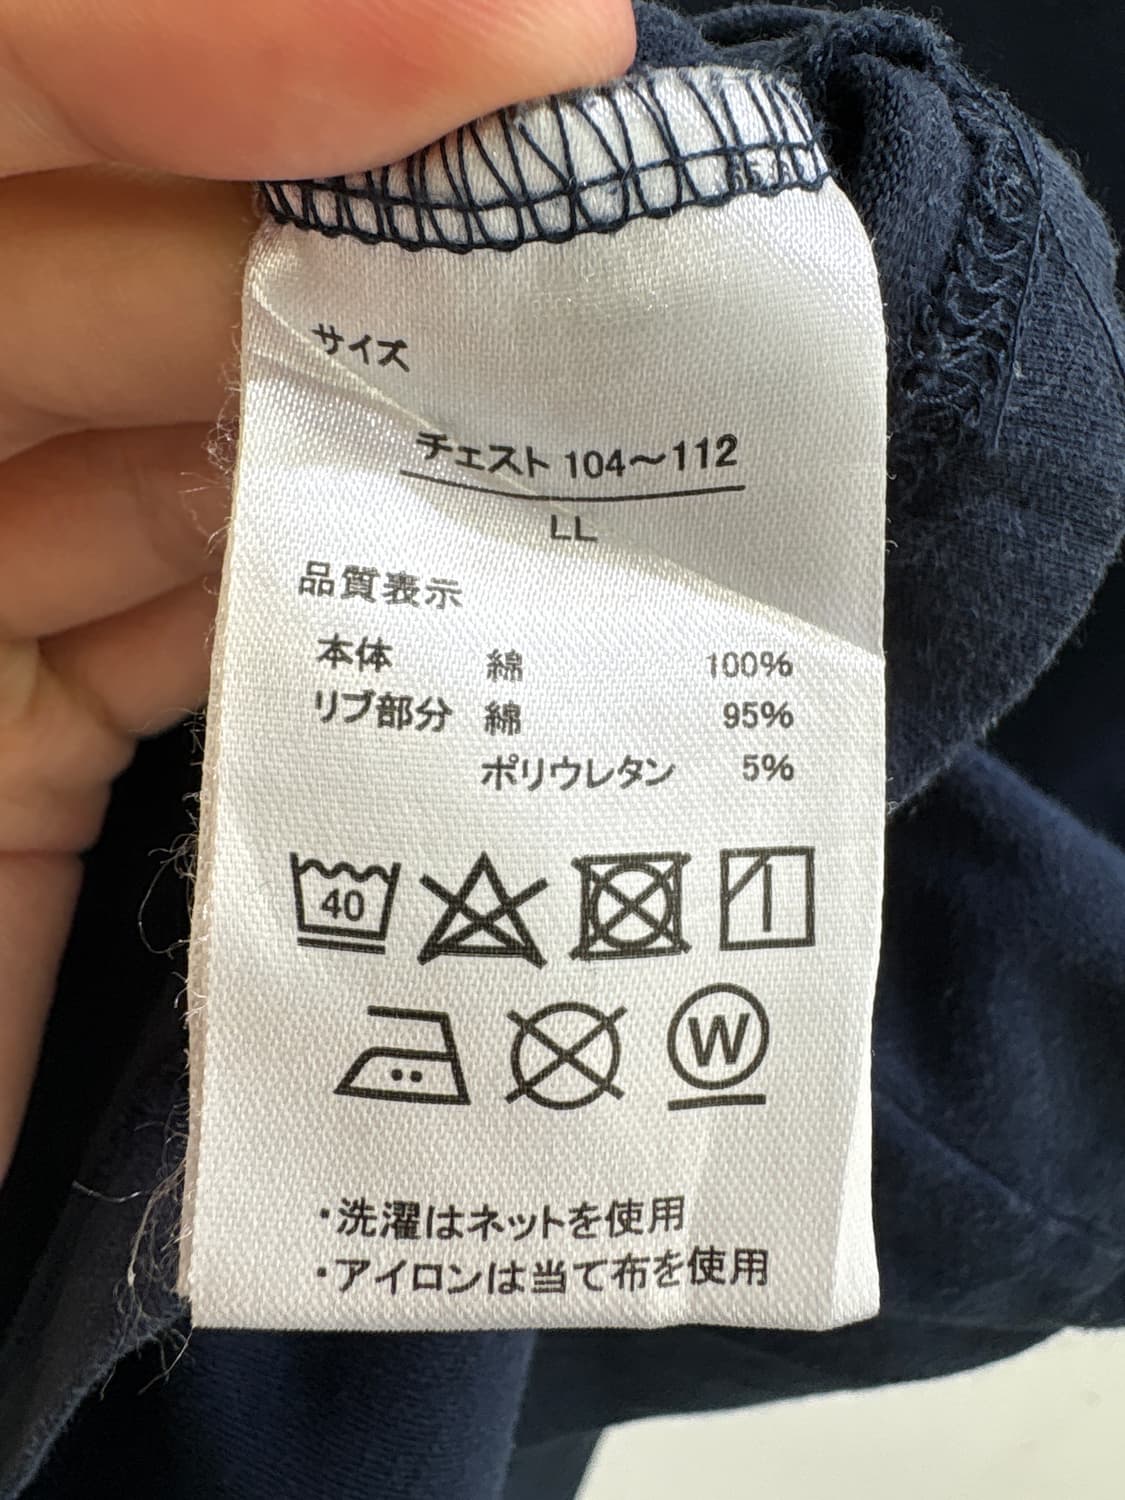 サイズ
チェスト 104～112
LL
品質表示
本体 綿 100%
リブ部分 綿 95%
ポリウレタン 5%
40
W
・洗濯はネットを使用
・アイロンは当て布を使用